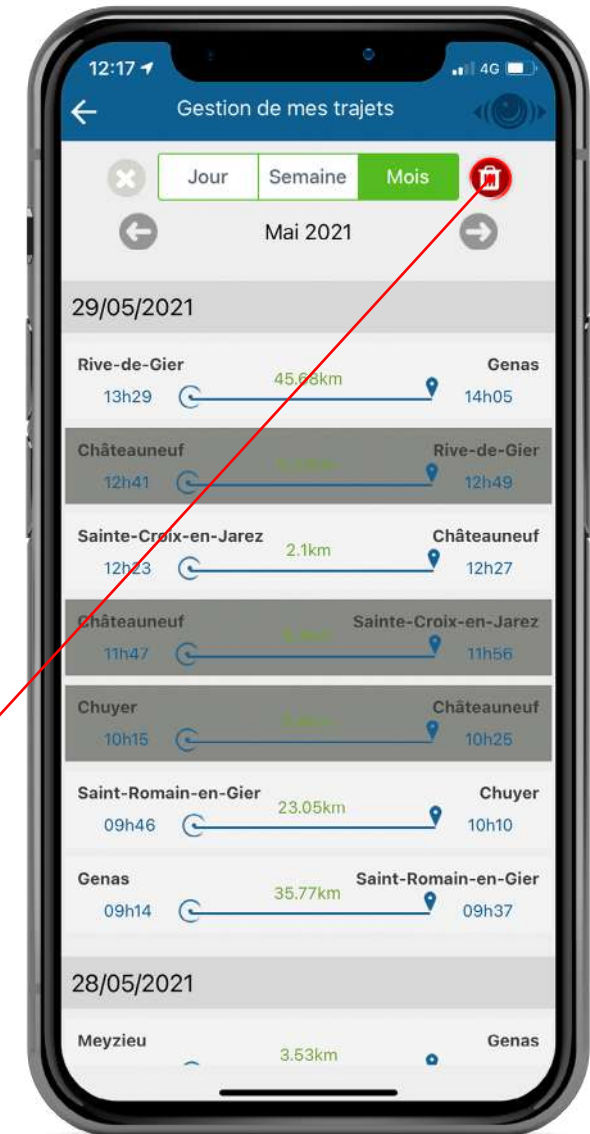 12:17 4G
Gestion de mes trajets
Jour Semaine Mois
Mai 2021
29/05/2021
Rive-de-Gier 45.68km Genas
13h29 14h05
Châteauneuf Rive-de-Gier
12h41 12h49
Sainte-Croix-en-Jarez 2.1km Châteauneuf
12h23 12h27
Châteauneuf Sainte-Croix-en-Jarez
11h47 11h56
Chuyer Châteauneuf
10h15 10h25
Saint-Romain-en-Gier 23.05km Chuyer
09h46 10h10
Genas 35.77km Saint-Romain-en-Gier
09h14 09h37
28/05/2021
Meyzieu 3.53km Genas